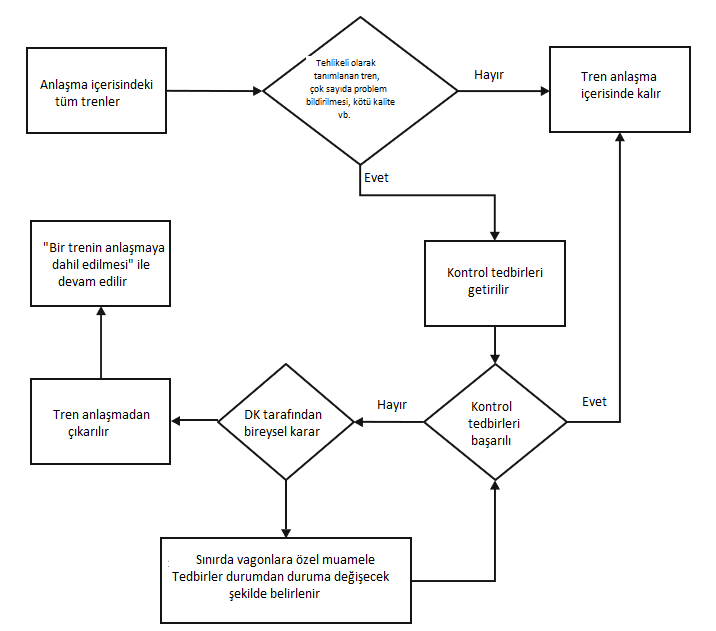 Anlaşma içerisindeki
tüm trenler
Tehlikeli olarak
tanımlanan tren,
çok sayıda problem
bildirilmesi, kötü kalite
vb.
Hayır
Tren anlaşma
içerisinde kalır
Evet
Kontrol tedbirleri
getirilir
"Bir trenin anlaşmaya
dahil edilmesi" ile
devam edilir
Tren anlaşmadan
çıkarılır
DK tarafından
bireysel karar
Hayır
Kontrol
tedbirleri
başarılı
Evet
Sınırda vagonlara özel muamele
Tedbirler durumdan duruma değişecek
şekilde belirlenir